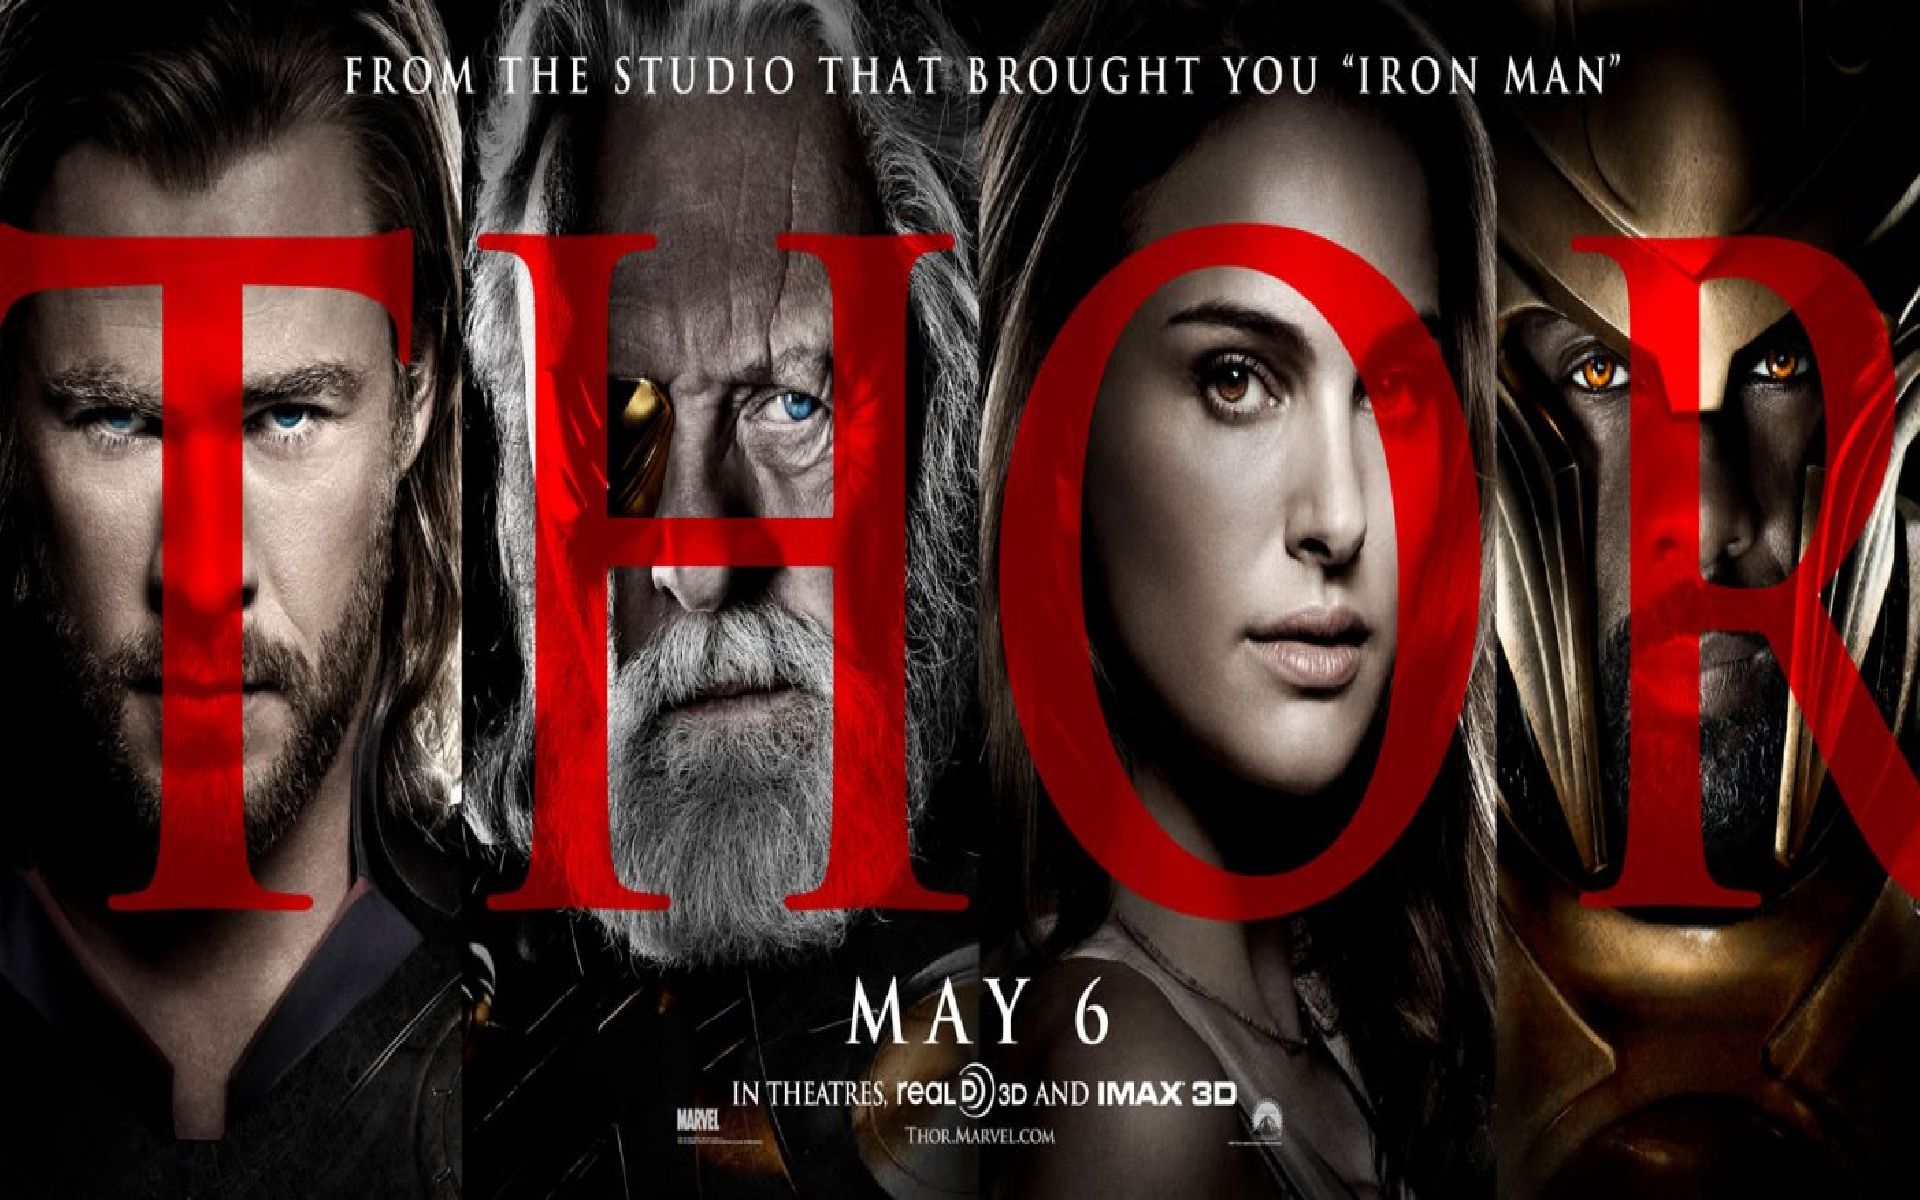 FROM THE STUDIO THAT BROUGHT YOU “IRON MAN”
THOR
MAY 6
IN THEATRES, REAL D 3D AND IMAX 3D
MARVEL
THOR.MARVEL.COM